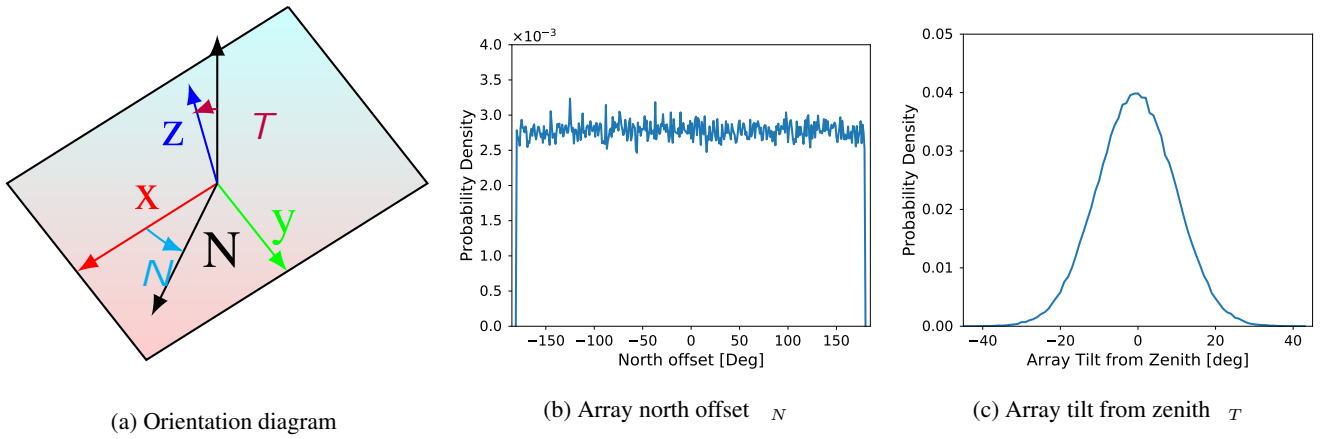 z
T
x
y
N
N
×10⁻³
4.0
3.5
3.0
2.5
2.0
1.5
1.0
0.5
0.0
Probability Density
−150 −100 −50 0 50 100 150
North offset [Deg]
0.05
0.04
0.03
0.02
0.01
0.00
Probability Density
−40 −20 0 20 40
Array Tilt from Zenith [deg]
(a) Orientation diagram
(b) Array north offset N
(c) Array tilt from zenith T